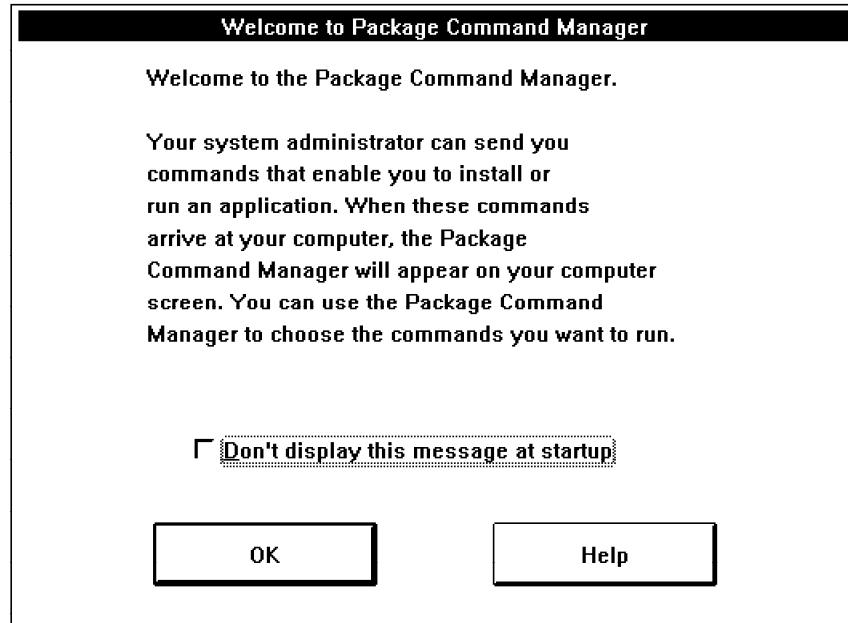 Welcome to Package Command Manager
Welcome to the Package Command Manager.
Your system administrator can send you
commands that enable you to install or
run an application. When these commands
arrive at your computer, the Package
Command Manager will appear on your computer
screen. You can use the Package Command
Manager to choose the commands you want to run.
Don't display this message at startup
OK
Help